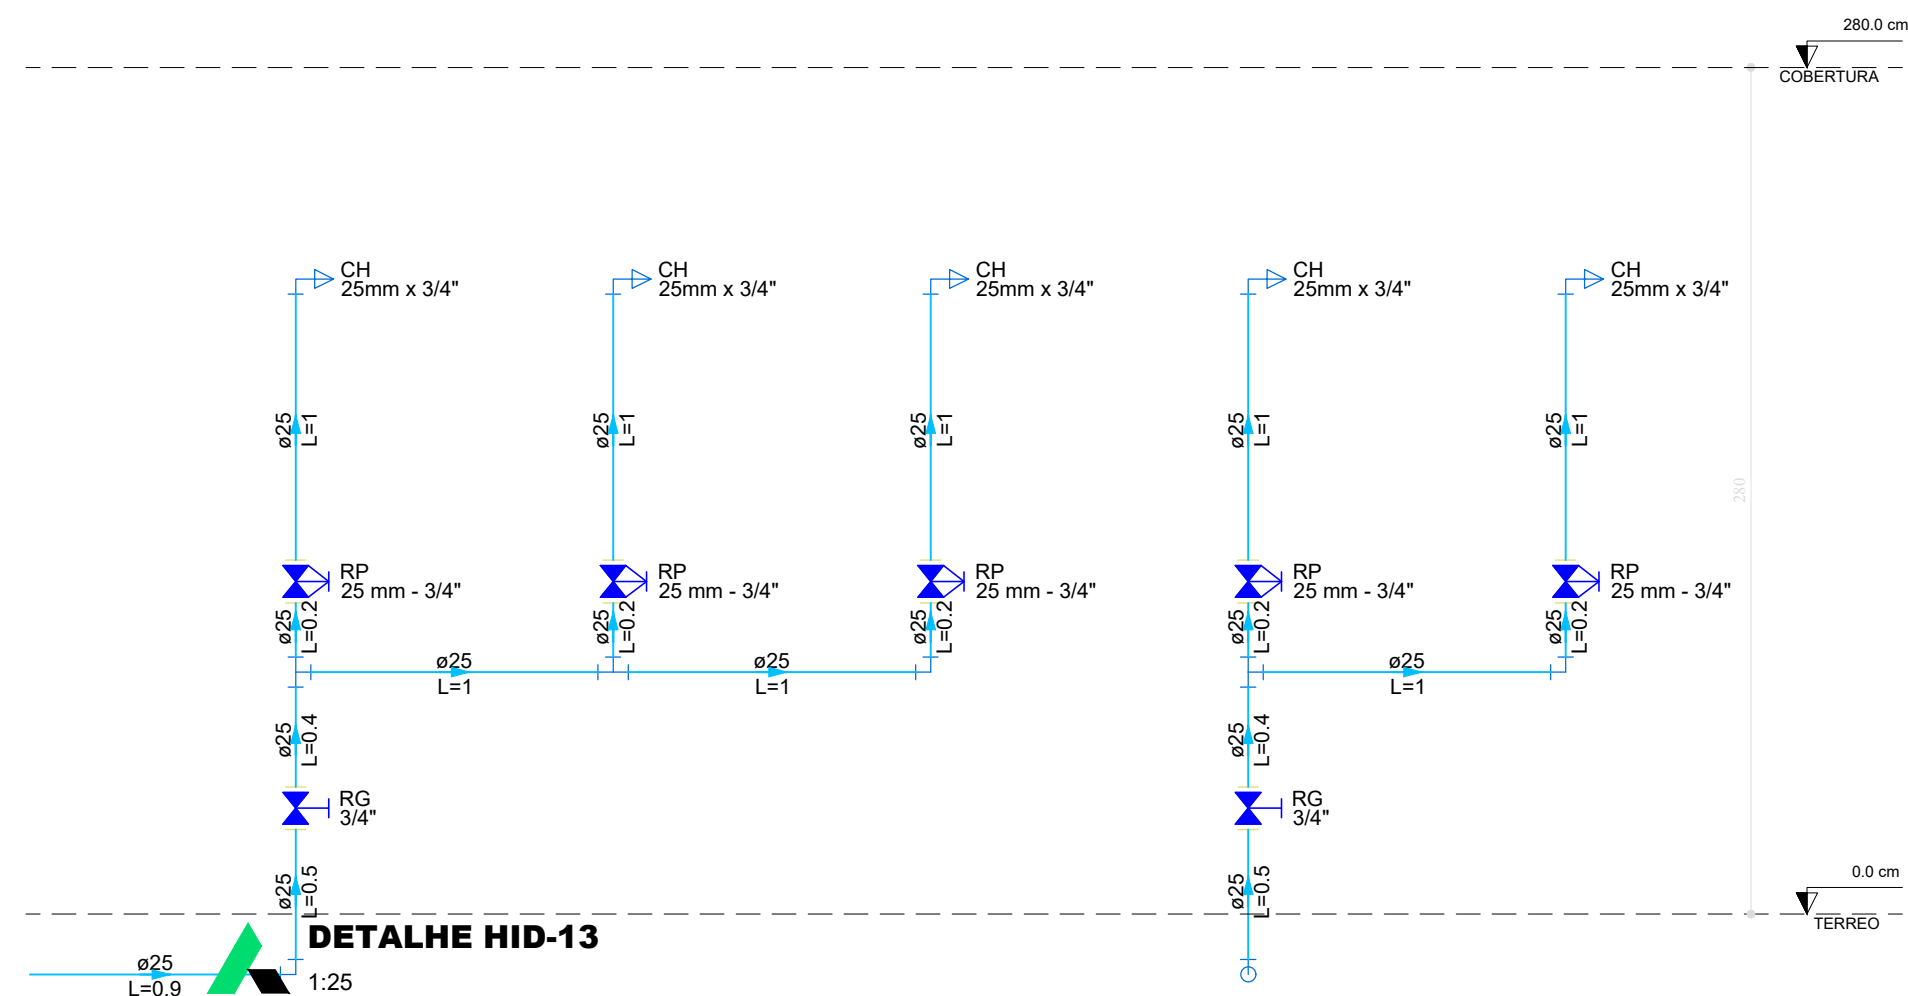 280.0 cm
COBERTURA
CH
25mm x 3/4"
CH
25mm x 3/4"
CH
25mm x 3/4"
CH
25mm x 3/4"
CH
25mm x 3/4"
ø25
L=1
ø25
L=1
ø25
L=1
ø25
L=1
ø25
L=1
280
RP
25 mm - 3/4"
RP
25 mm - 3/4"
RP
25 mm - 3/4"
RP
25 mm - 3/4"
RP
25 mm - 3/4"
ø25
L=0.2
ø25
L=0.2
ø25
L=0.2
ø25
L=0.2
ø25
L=0.2
ø25
L=1
ø25
L=1
ø25
L=1
ø25
L=0.4
ø25
L=0.4
RG
3/4"
RG
3/4"
ø25
L=0.5
ø25
L=0.5
0.0 cm
TERREO
DETALHE HID-13
1:25
ø25
L=0.9